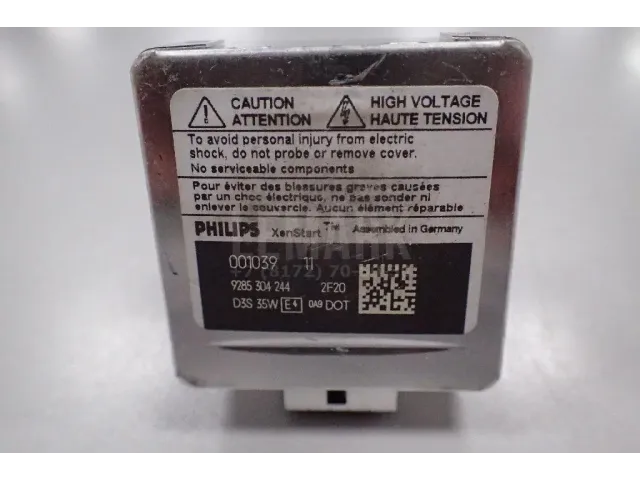 CAUTION
ATTENTION
HIGH VOLTAGE
HAUTE TENSION
To avoid personal injury from electric
shock, do not probe or remove cover.
No serviceable components
Pour éviter des blessures graves causées
par un choc électrique, ne pas sonder ni
enlever le couvercle. Aucun élément réparable
PHILIPS XenStart™ Assembled in Germany
001039 11
9285 304 244 2F20
D3S 35W E4 0A9 DOT